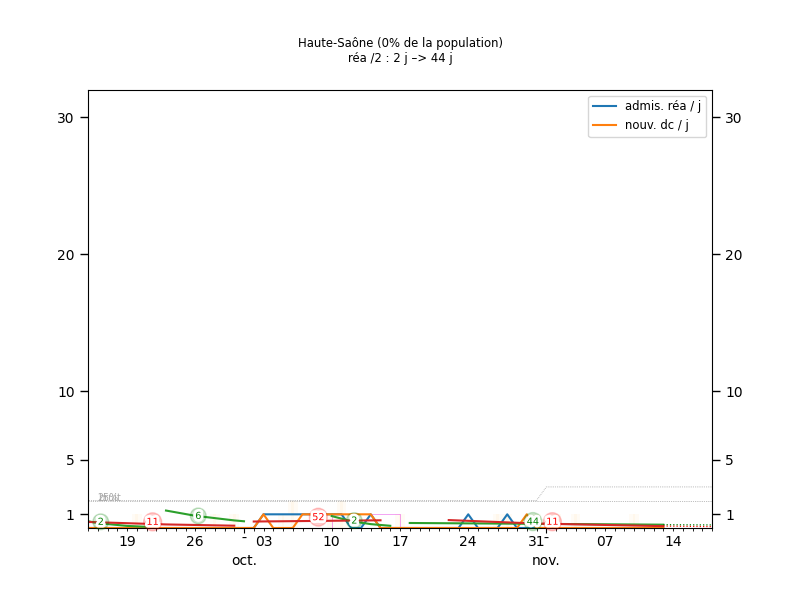 Haute-Saône (0% de la population)
réa /2 : 2 j –> 44 j
admis. réa / j
nouv. dc / j
30 30
20 20
10 10
5 5
1 1
2 11 6 52 2 44 11
19 26 - 03 10 17 24 31 - 07 14
oct. nov.